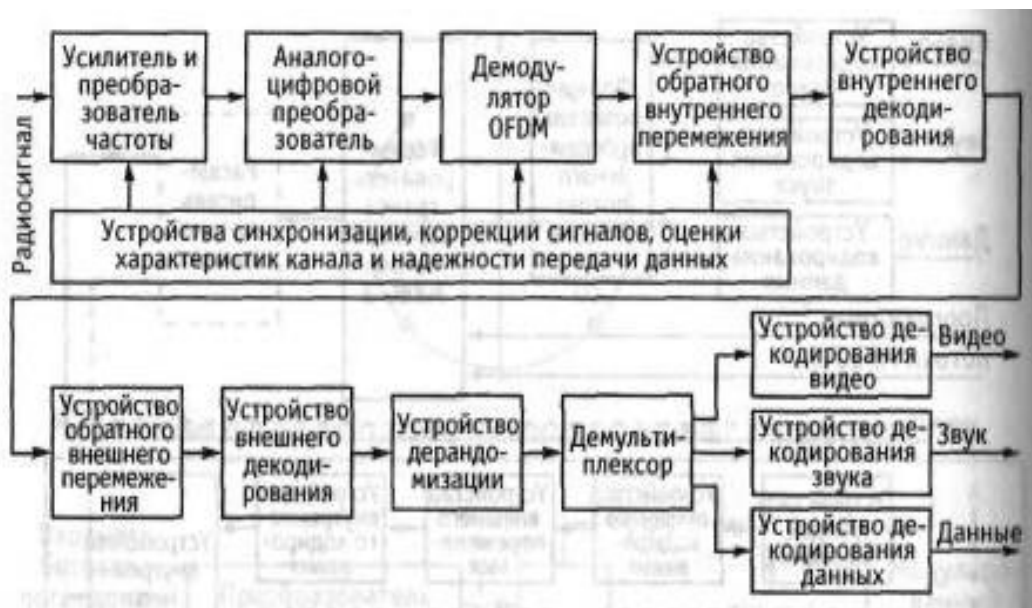 Радиосигнал
Усилитель и
преобра-
зователь
частоты
Аналого-
цифровой
преобра-
зователь
Демоду-
лятор
OFDM
Устройство
обратного
внутреннего
перемежения
Устройство
внутреннего
декоди-
рования
Устройства синхронизации, коррекции сигналов, оценки
характеристик канала и надежности передачи данных
Устройство
обратного
внешнего
перемеже-
ния
Устройство
внешнего
декоди-
рования
Устройство
дерандо-
мизации
Демульти-
плексор
Устройство де-
кодирования
видео
Видео
Устройство де-
кодирования
звука
Звук
Устройство де-
кодирования
данных
Данные